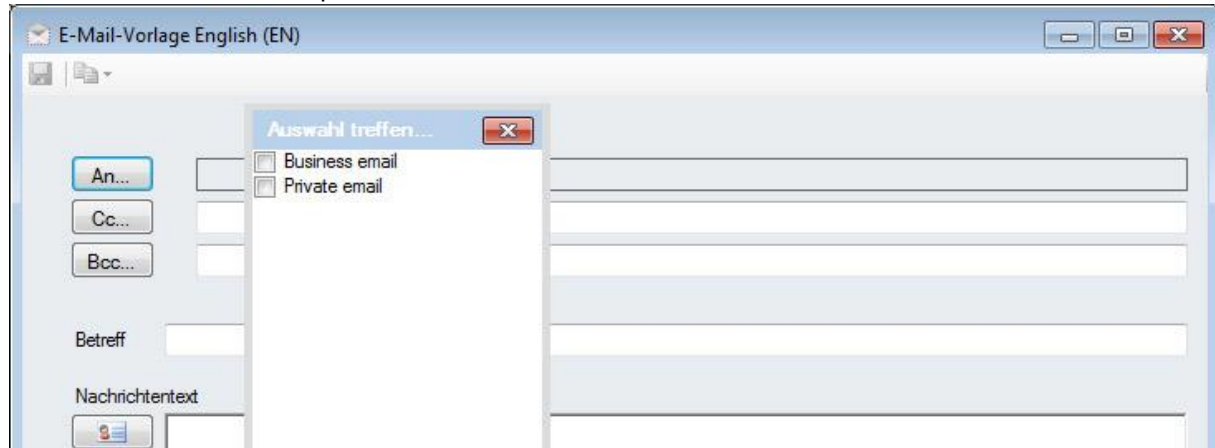 E-Mail-Vorlage English (EN)
Auswahl treffen...
Business email
Private email
An...
Cc...
Bcc...
Betreff
Nachrichtentext